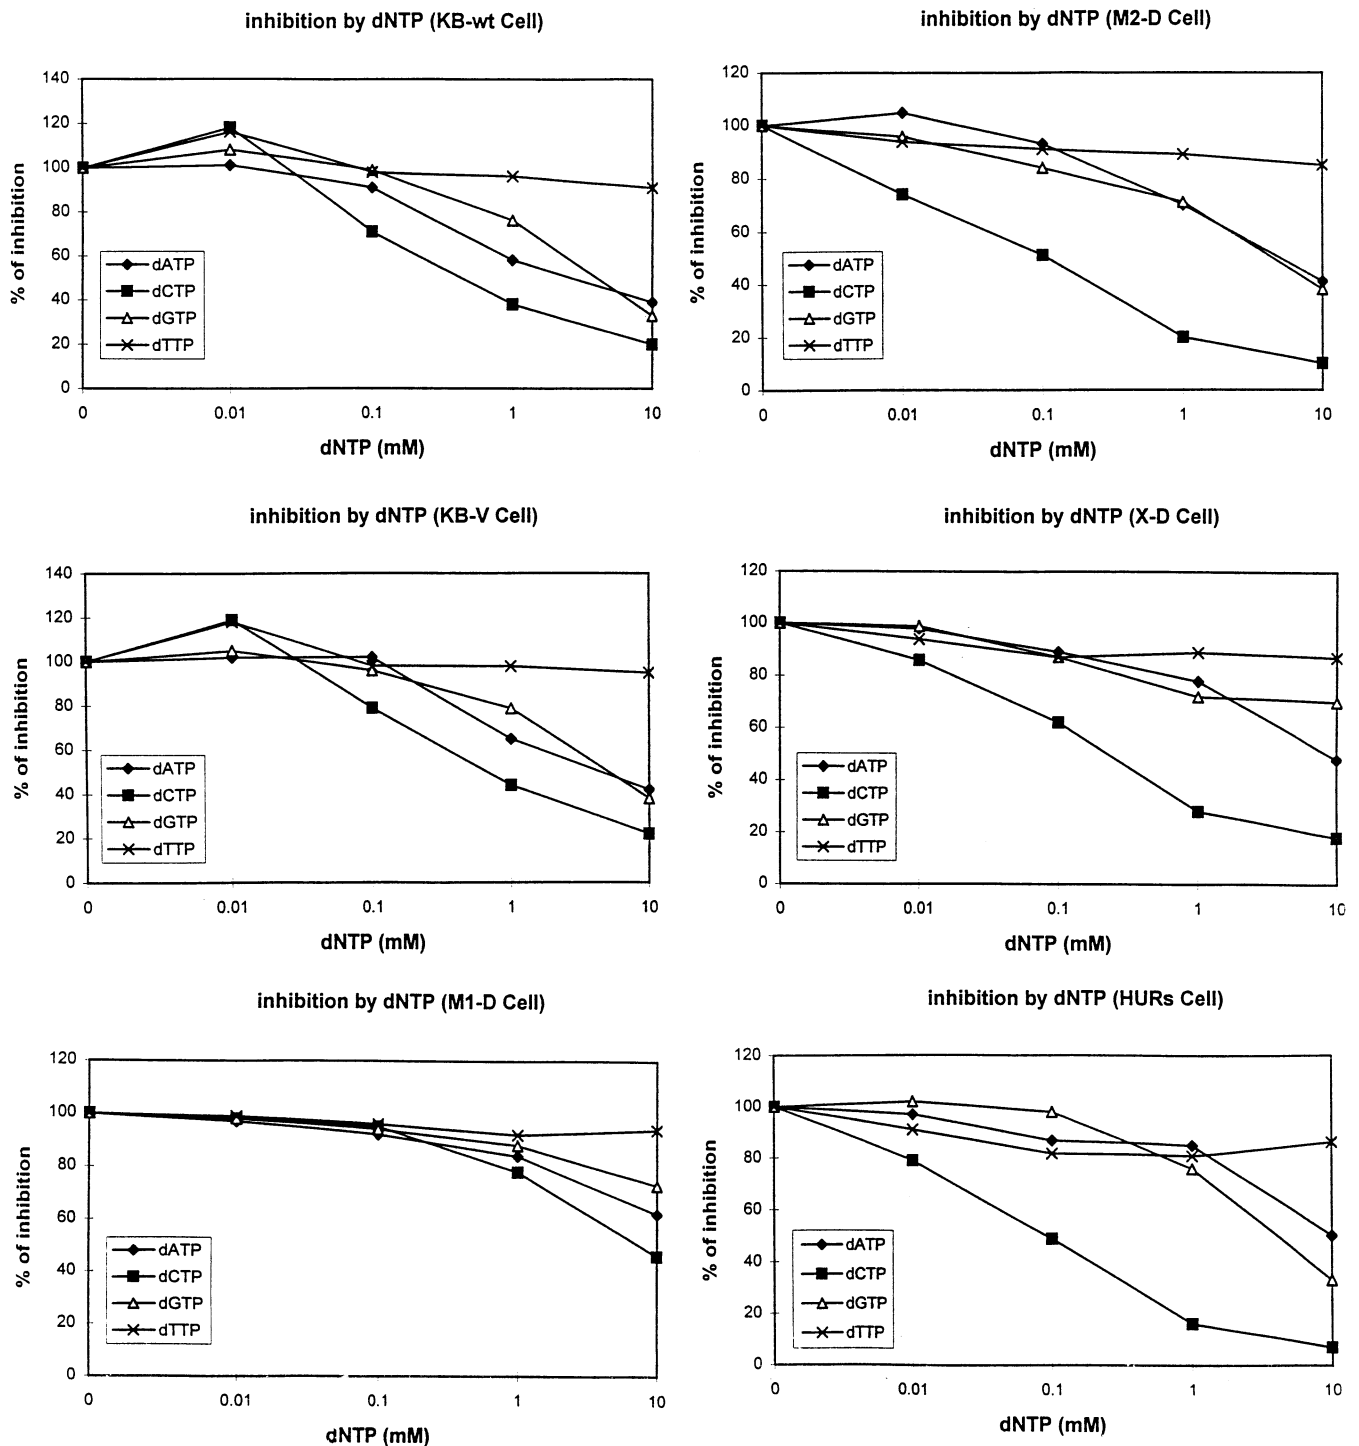 inhibition by dNTP (KB-wt Cell)
140
120
100
80
60
40
20
0
% of inhibition
dATP
dCTP
dGTP
dTTP
0 0.01 0.1 1 10
dNTP (mM)
inhibition by dNTP (M2-D Cell)
120
100
80
60
40
20
0
% of inhibition
dATP
dCTP
dGTP
dTTP
0 0.01 0.1 1 10
dNTP (mM)
inhibition by dNTP (KB-V Cell)
140
120
100
80
60
40
20
0
% of inhibition
dATP
dCTP
dGTP
dTTP
0 0.01 0.1 1 10
dNTP (mM)
inhibition by dNTP (X-D Cell)
120
100
80
60
40
20
0
% of inhibition
dATP
dCTP
dGTP
dTTP
0 0.01 0.1 1 10
dNTP (mM)
inhibition by dNTP (M1-D Cell)
120
100
80
60
40
20
0
% of inhibition
dATP
dCTP
dGTP
dTTP
0 0.01 0.1 1 10
dNTP (mM)
inhibition by dNTP (HURs Cell)
120
100
80
60
40
20
0
% of inhibition
dATP
dCTP
dGTP
dTTP
0 0.01 0.1 1 10
dNTP (mM)